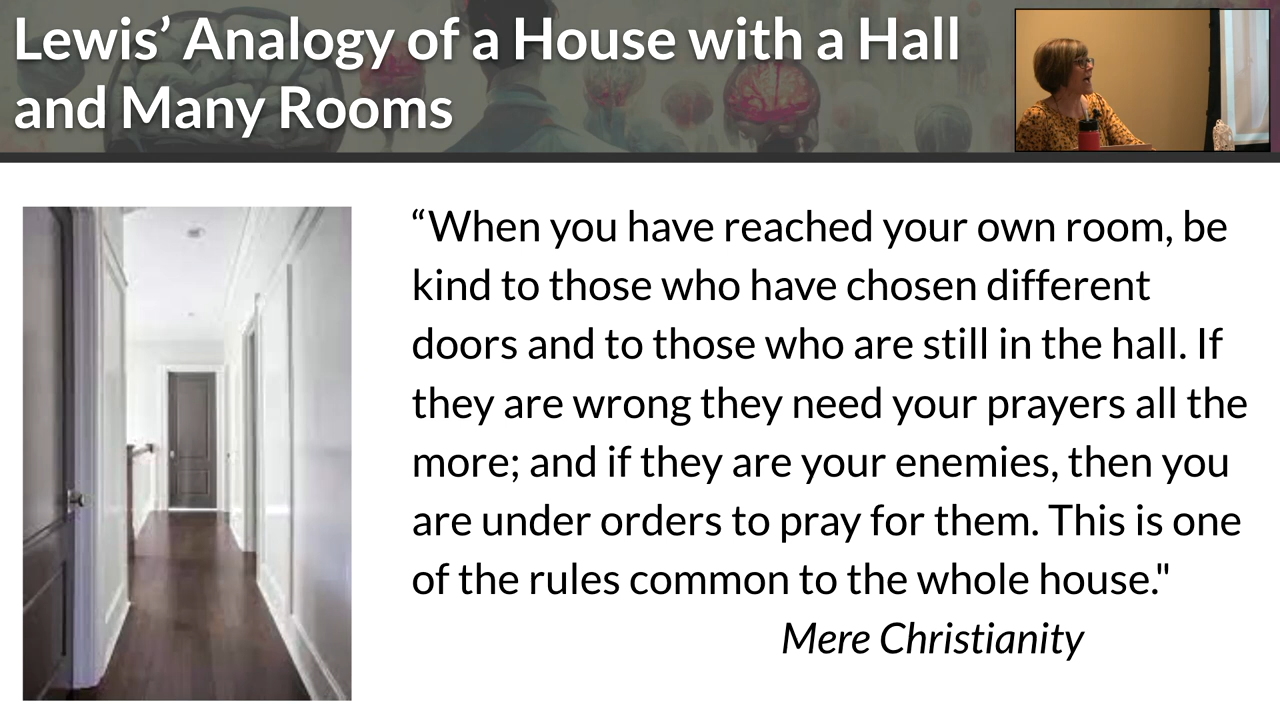 Lewis’ Analogy of a House with a Hall
and Many Rooms
“When you have reached your own room, be
kind to those who have chosen different
doors and to those who are still in the hall. If
they are wrong they need your prayers all the
more; and if they are your enemies, then you
are under orders to pray for them. This is one
of the rules common to the whole house."
Mere Christianity